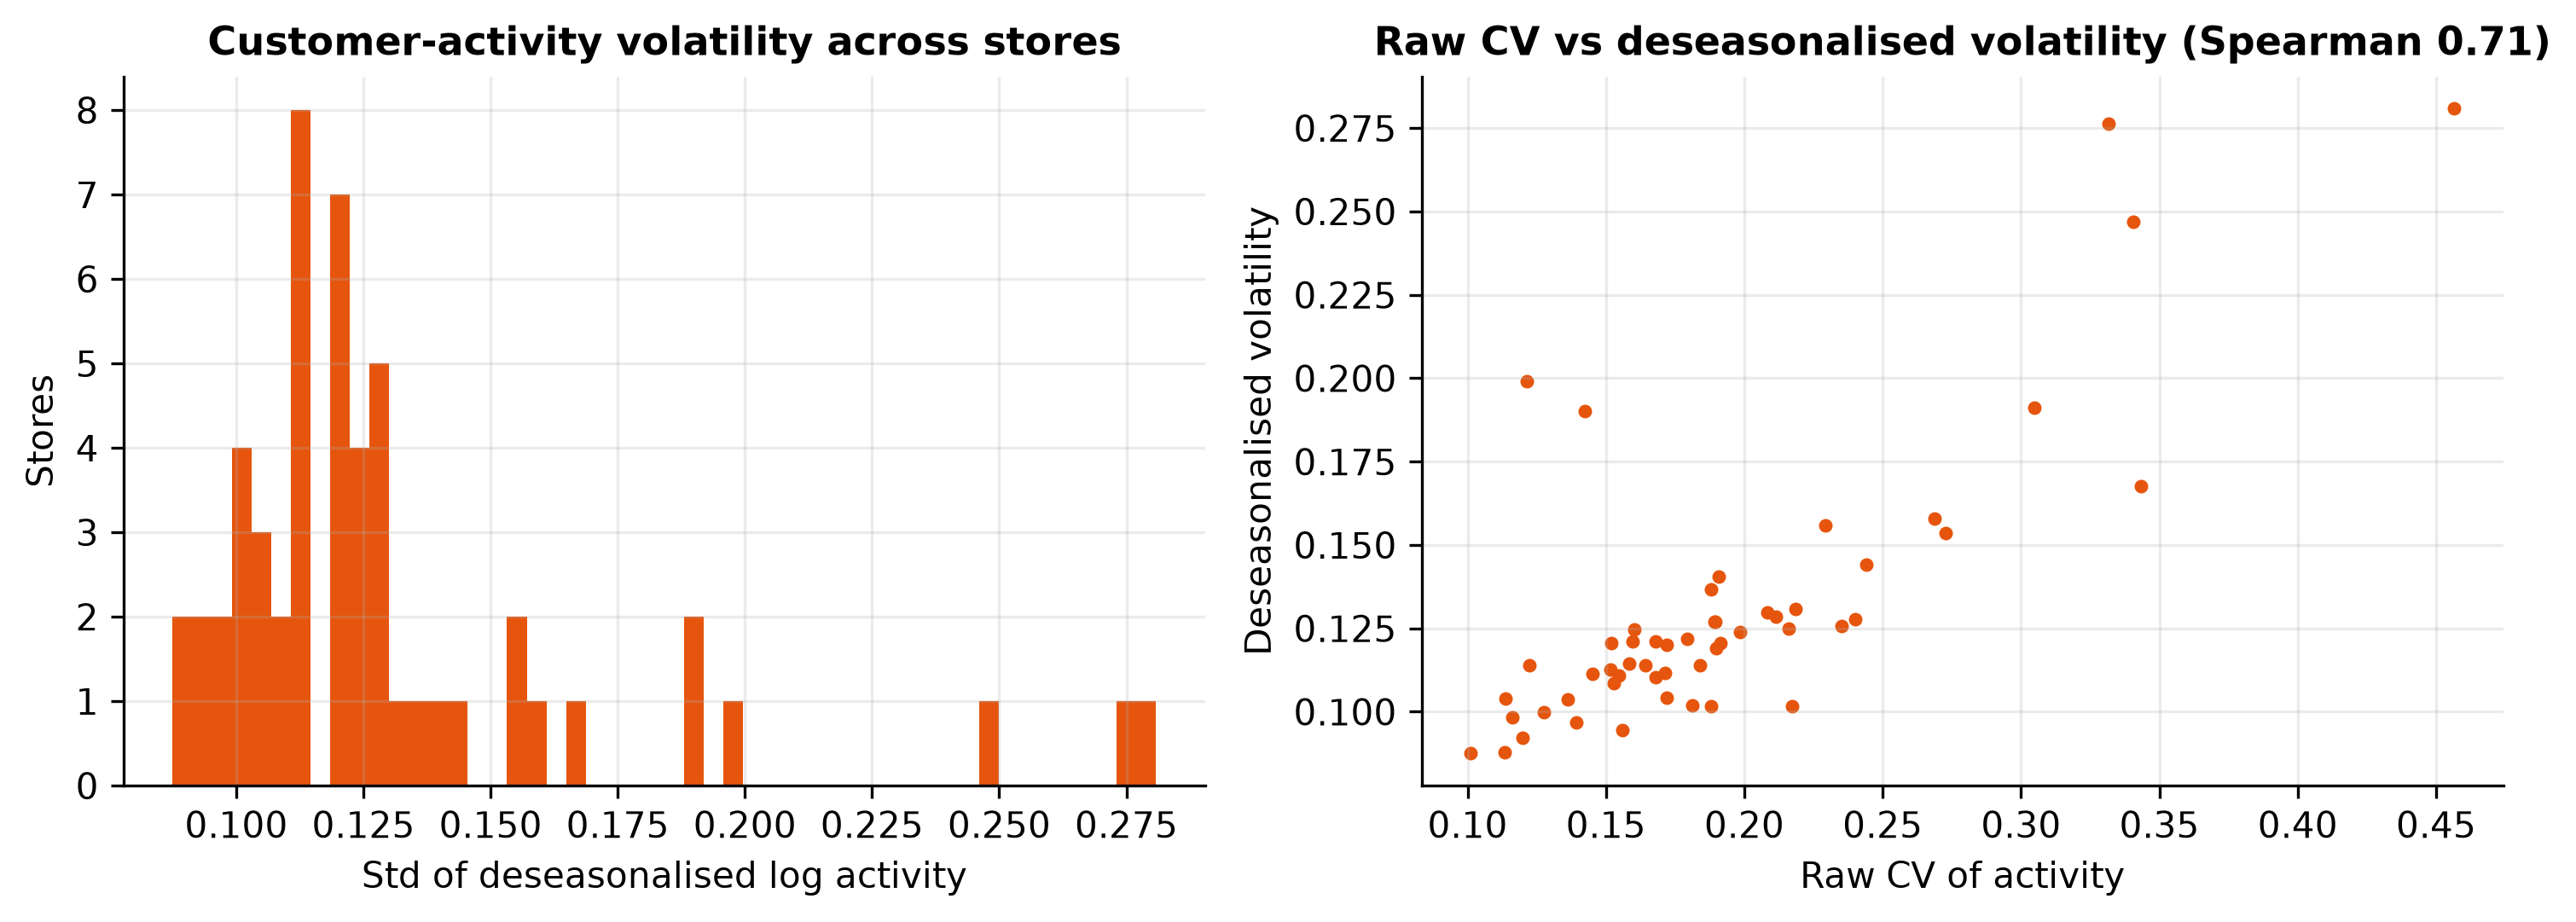 Customer-activity volatility across stores
Stores
8
7
6
5
4
3
2
1
0
0.100 0.125 0.150 0.175 0.200 0.225 0.250 0.275
Std of deseasonalised log activity
Raw CV vs deseasonalised volatility (Spearman 0.71)
Deseasonalised volatility
0.275
0.250
0.225
0.200
0.175
0.150
0.125
0.100
0.10 0.15 0.20 0.25 0.30 0.35 0.40 0.45
Raw CV of activity